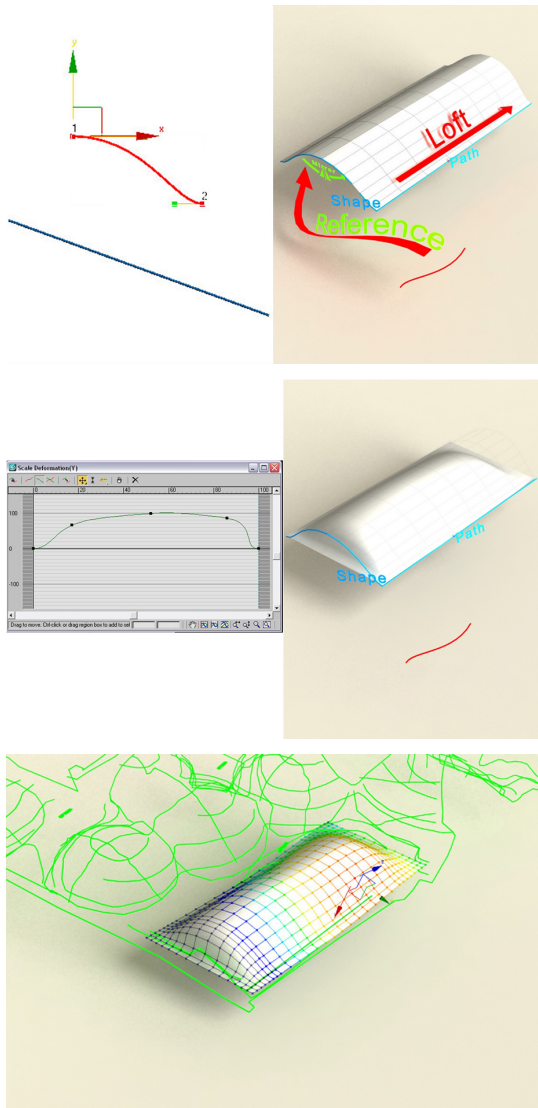 y
x
1
2
Loft
Path
Mirror
Shape
Reference
Scale Deformation(Y)
0 20 40 60 80 100
100
0
-100
Drag to move. Ctrl-click or drag region box to add to sel
Path
Shape